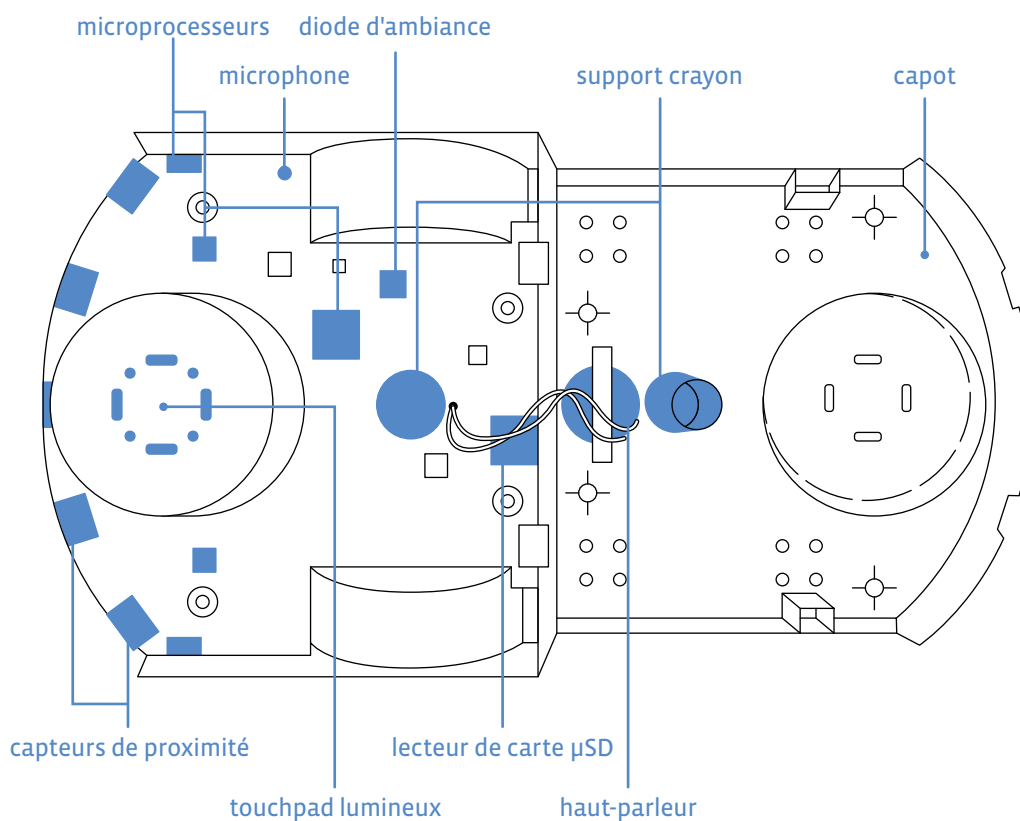 microprocesseurs
diode d'ambiance
microphone
support crayon
capot
capteurs de proximité
lecteur de carte µSD
touchpad lumineux
haut-parleur